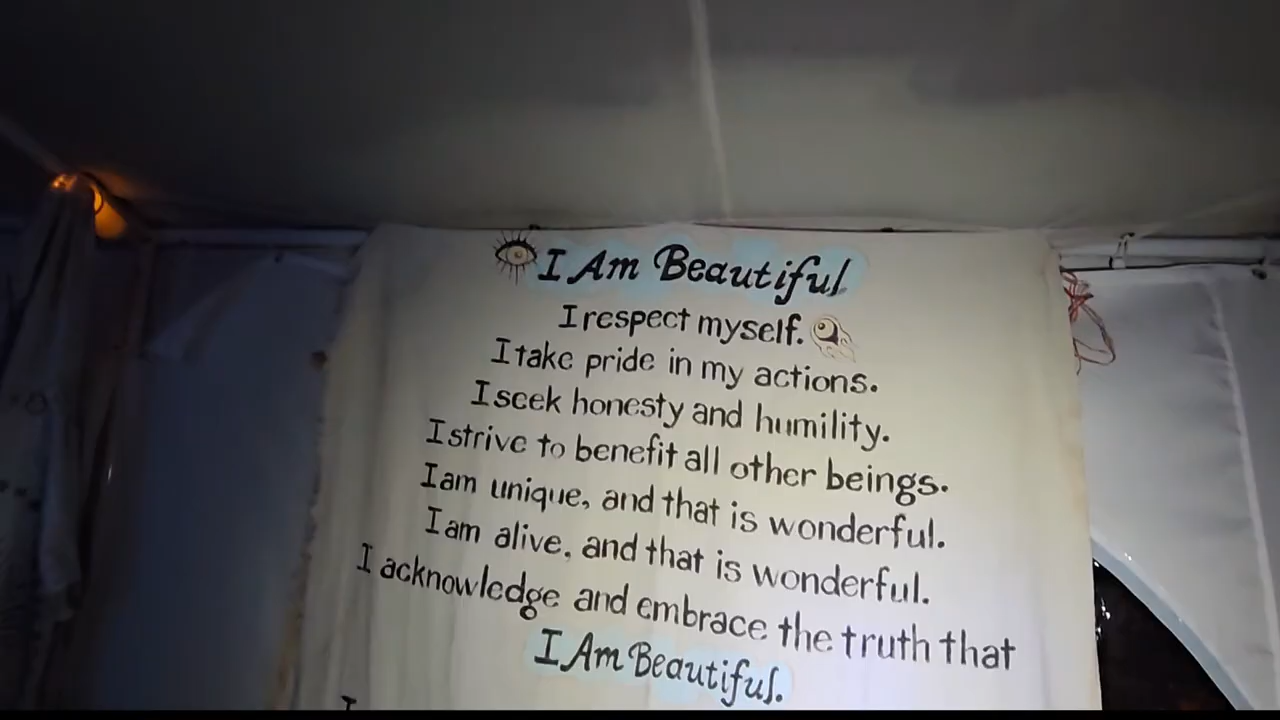 I Am Beautiful
I respect myself.
I take pride in my actions.
I seek honesty and humility.
I strive to benefit all other beings.
I am unique, and that is wonderful.
I am alive, and that is wonderful.
I acknowledge and embrace the truth that
I Am Beautiful.
I